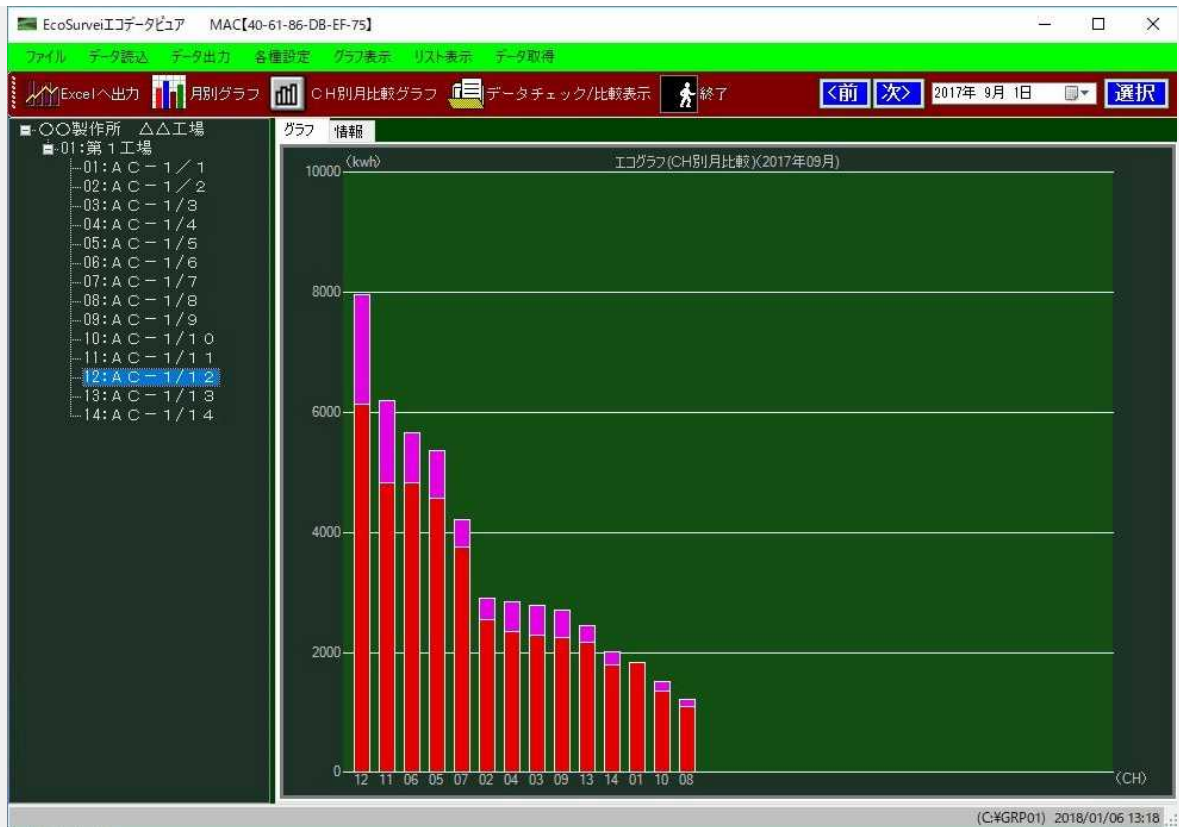 EcoSurveiエコデータビュア MAC【40-61-86-DB-EF-75】
ファイル データ読込 データ出力 各種設定 グラフ表示 リスト表示 データ取得
Excelへ出力 月別グラフ CH別月比較グラフ データチェック/比較表示 終了 <前 次> 2017年 9月 1日 選択
○○製作所 △△工場
01:第1工場
01:AC-1/1
02:AC-1/2
03:AC-1/3
04:AC-1/4
05:AC-1/5
06:AC-1/6
07:AC-1/7
08:AC-1/8
09:AC-1/9
10:AC-1/10
11:AC-1/11
12:AC-1/12
13:AC-1/13
14:AC-1/14
グラフ 情報
(kwh) エコグラフ(CH別月比較)(2017年09月)
10000
8000
6000
4000
2000
0
12 11 06 05 07 02 04 03 09 13 14 01 10 08 (CH)
(C:¥GRP01) 2018/01/06 13:18